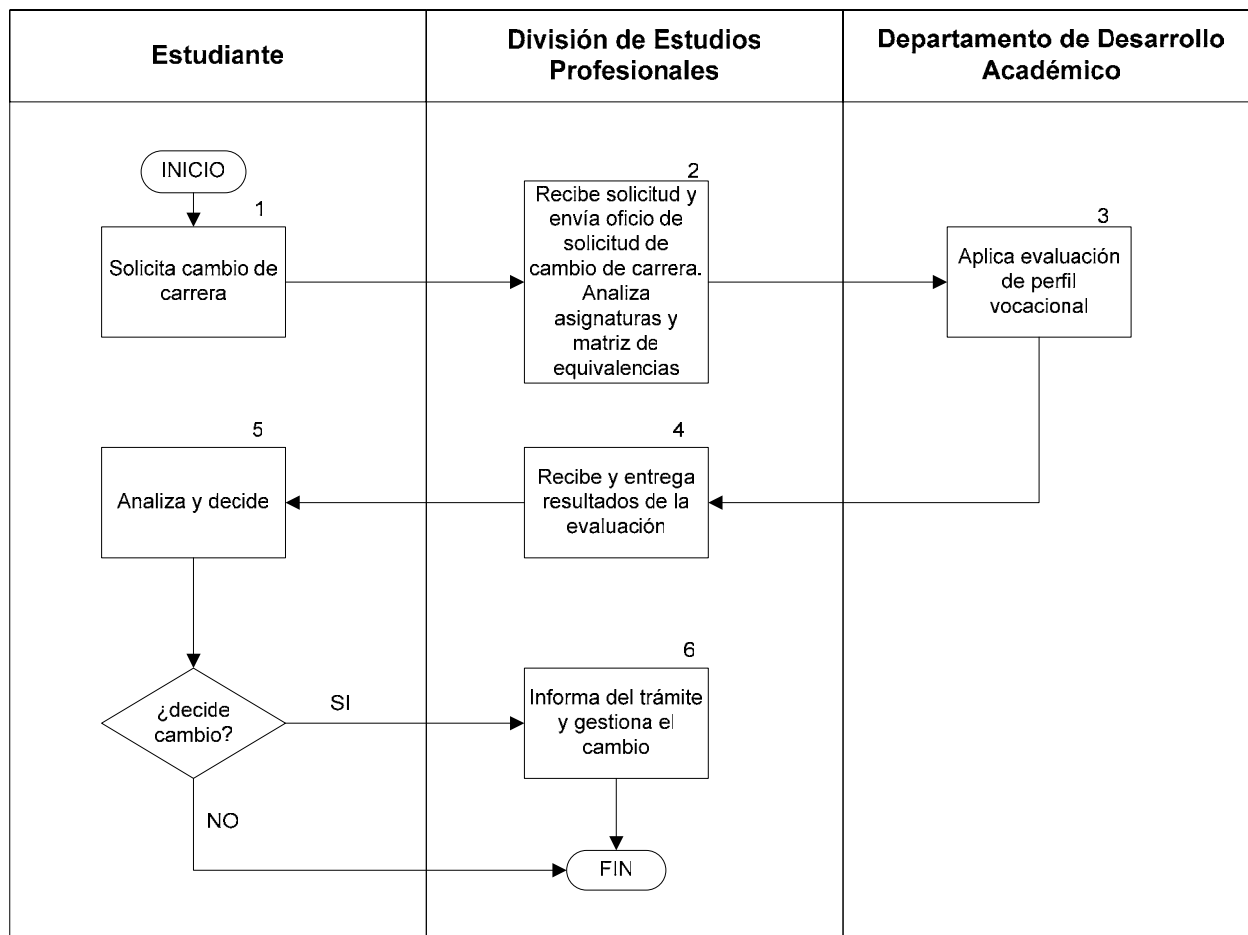 Estudiante
División de Estudios
Profesionales
Departamento de Desarrollo
Académico
INICIO
1
Solicita cambio de
carrera
2
Recibe solicitud y
envía oficio de
solicitud de
cambio de carrera.
Analiza
asignaturas y
matriz de
equivalencias
3
Aplica evaluación
de perfil
vocacional
4
Recibe y entrega
resultados de la
evaluación
5
Analiza y decide
¿decide
cambio?
SI
NO
6
Informa del trámite
y gestiona el
cambio
FIN